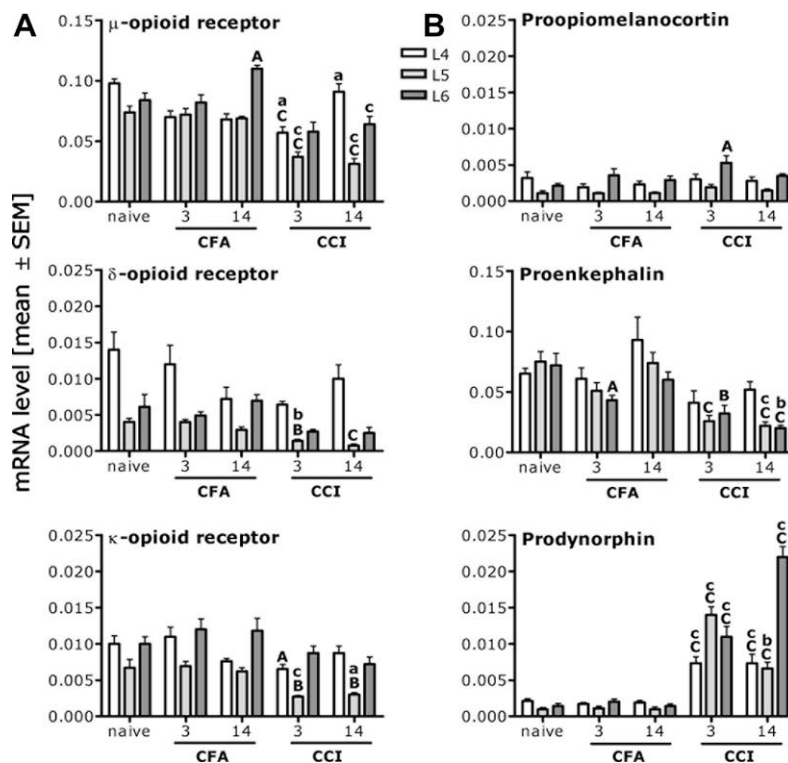 A
μ-opioid receptor
A
a
C
c
C
a
c
C
c
0.15
0.10
0.05
0.00
naive
3
14
3
14
CFA
CCI
δ-opioid receptor
b
B
C
0.025
0.020
0.015
0.010
0.005
0.000
naive
3
14
3
14
CFA
CCI
κ-opioid receptor
A
c
B
a
B
0.025
0.020
0.015
0.010
0.005
0.000
naive
3
14
3
14
CFA
CCI
mRNA level [mean ± SEM]
B
Proopiomelanocortin
L4
L5
L6
A
0.025
0.020
0.015
0.010
0.005
0.000
naive
3
14
3
14
CFA
CCI
Proenkephalin
A
C
B
c
C
b
C
0.15
0.10
0.05
0.00
naive
3
14
3
14
CFA
CCI
Prodynorphin
c
C
c
C
c
C
c
C
b
C
c
C
0.025
0.020
0.015
0.010
0.005
0.000
naive
3
14
3
14
CFA
CCI